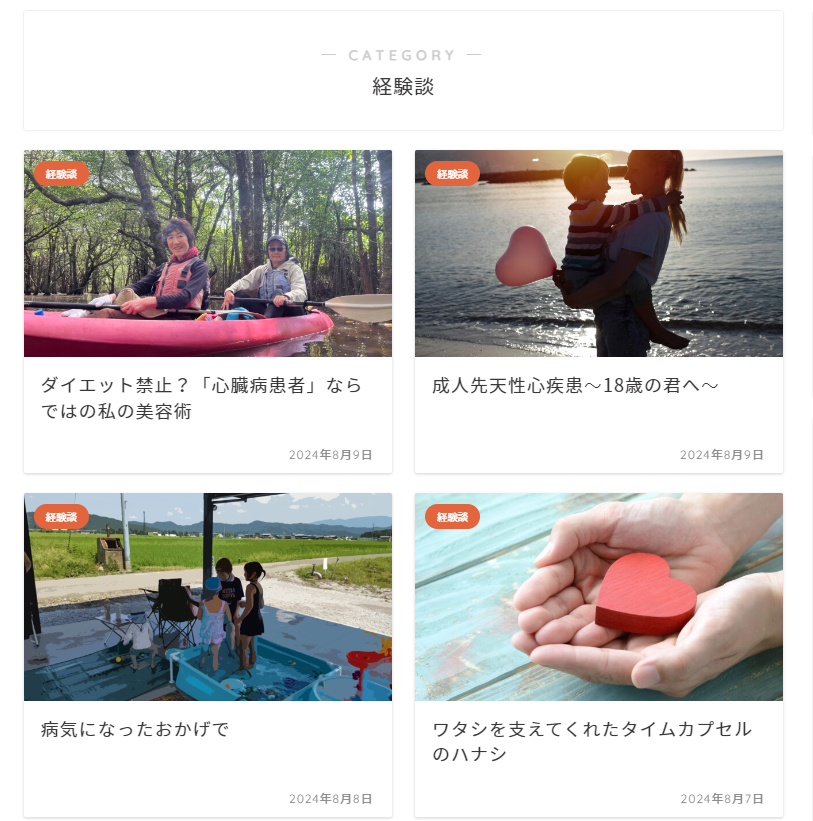 ― CATEGORY ―
経験談
経験談
ダイエット禁止？「心臓病患者」なら
ではの私の美容術
2024年8月9日
経験談
成人先天性心疾患～18歳の君へ～
2024年8月9日
経験談
病気になったおかげで
2024年8月8日
経験談
ワタシを支えてくれたタイムカプセル
のハナシ
2024年8月7日